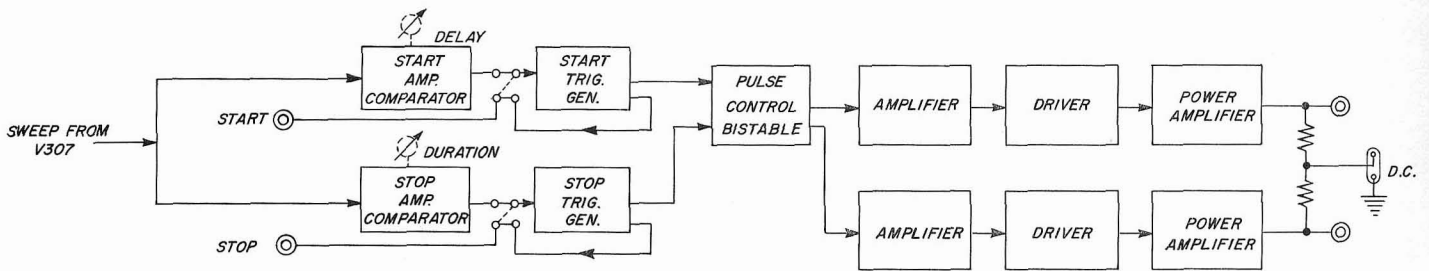 DELAY
START
AMP.
COMPARATOR
START
TRIG.
GEN.
START
SWEEP FROM
V307
DURATION
STOP
AMP.
COMPARATOR
STOP
TRIG.
GEN.
STOP
PULSE
CONTROL
BISTABLE
AMPLIFIER
DRIVER
POWER
AMPLIFIER
D.C.
AMPLIFIER
DRIVER
POWER
AMPLIFIER